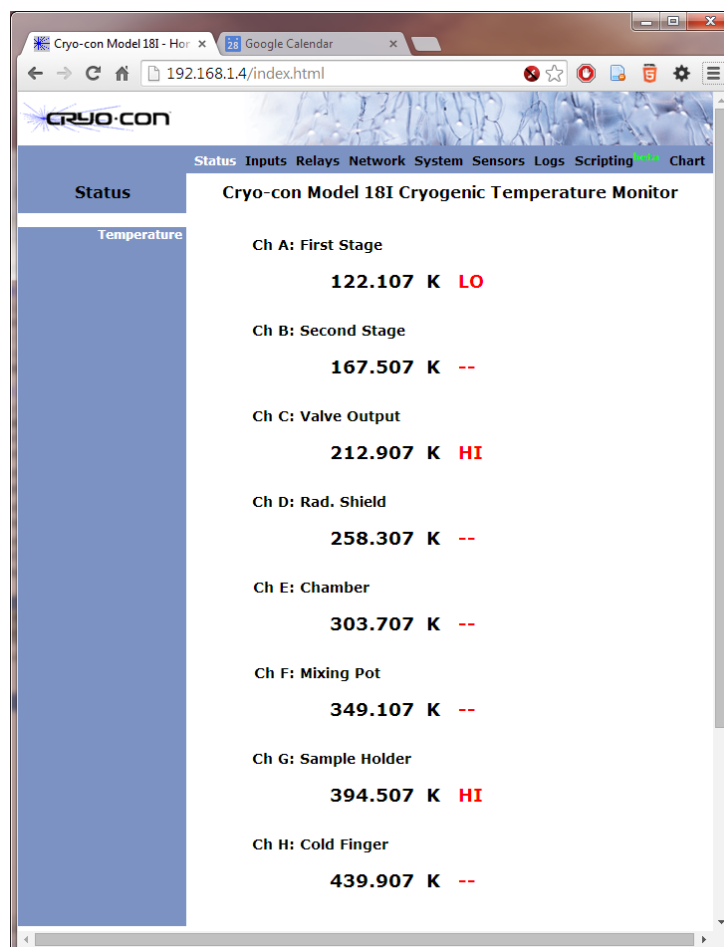 Cryo-con Model 18I - Hor
28 Google Calendar
192.168.1.4/index.html
CRYO·CON
Status Inputs Relays Network System Sensors Logs Scripting beta Chart
Status
Cryo-con Model 18I Cryogenic Temperature Monitor
Temperature
Ch A: First Stage
122.107 K LO
Ch B: Second Stage
167.507 K --
Ch C: Valve Output
212.907 K HI
Ch D: Rad. Shield
258.307 K --
Ch E: Chamber
303.707 K --
Ch F: Mixing Pot
349.107 K --
Ch G: Sample Holder
394.507 K HI
Ch H: Cold Finger
439.907 K --